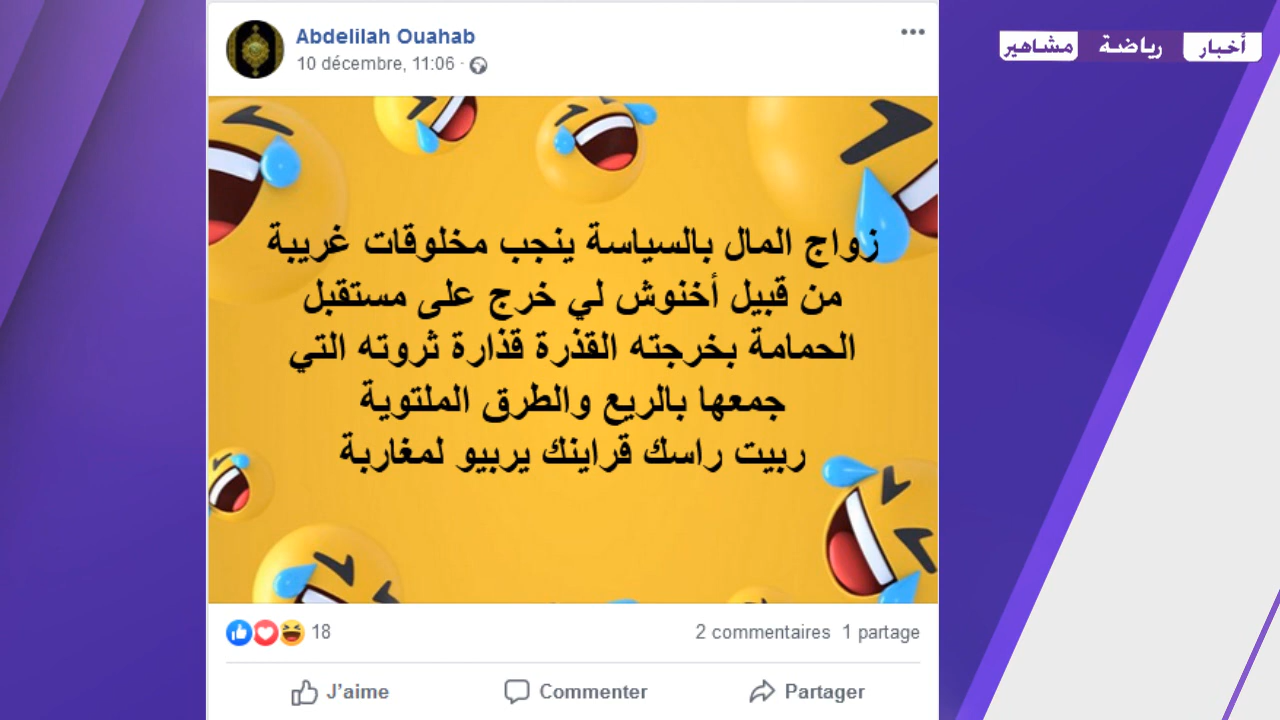 Abdelilah Ouahab
10 décembre, 11:06 ·
أخبار رياضة مشاهير
زواج المال بالسياسة ينجب مخلوقات غريبة
من قبيل أخنوش لي خرج على مستقبل
الحمامة بخرجته القذرة قذارة ثروته التي
جمعها بالريع والطرق الملتوية
ربيت راسك قراينك يربيو لمغاربة
18
2 commentaires 1 partage
J’aime Commenter Partager